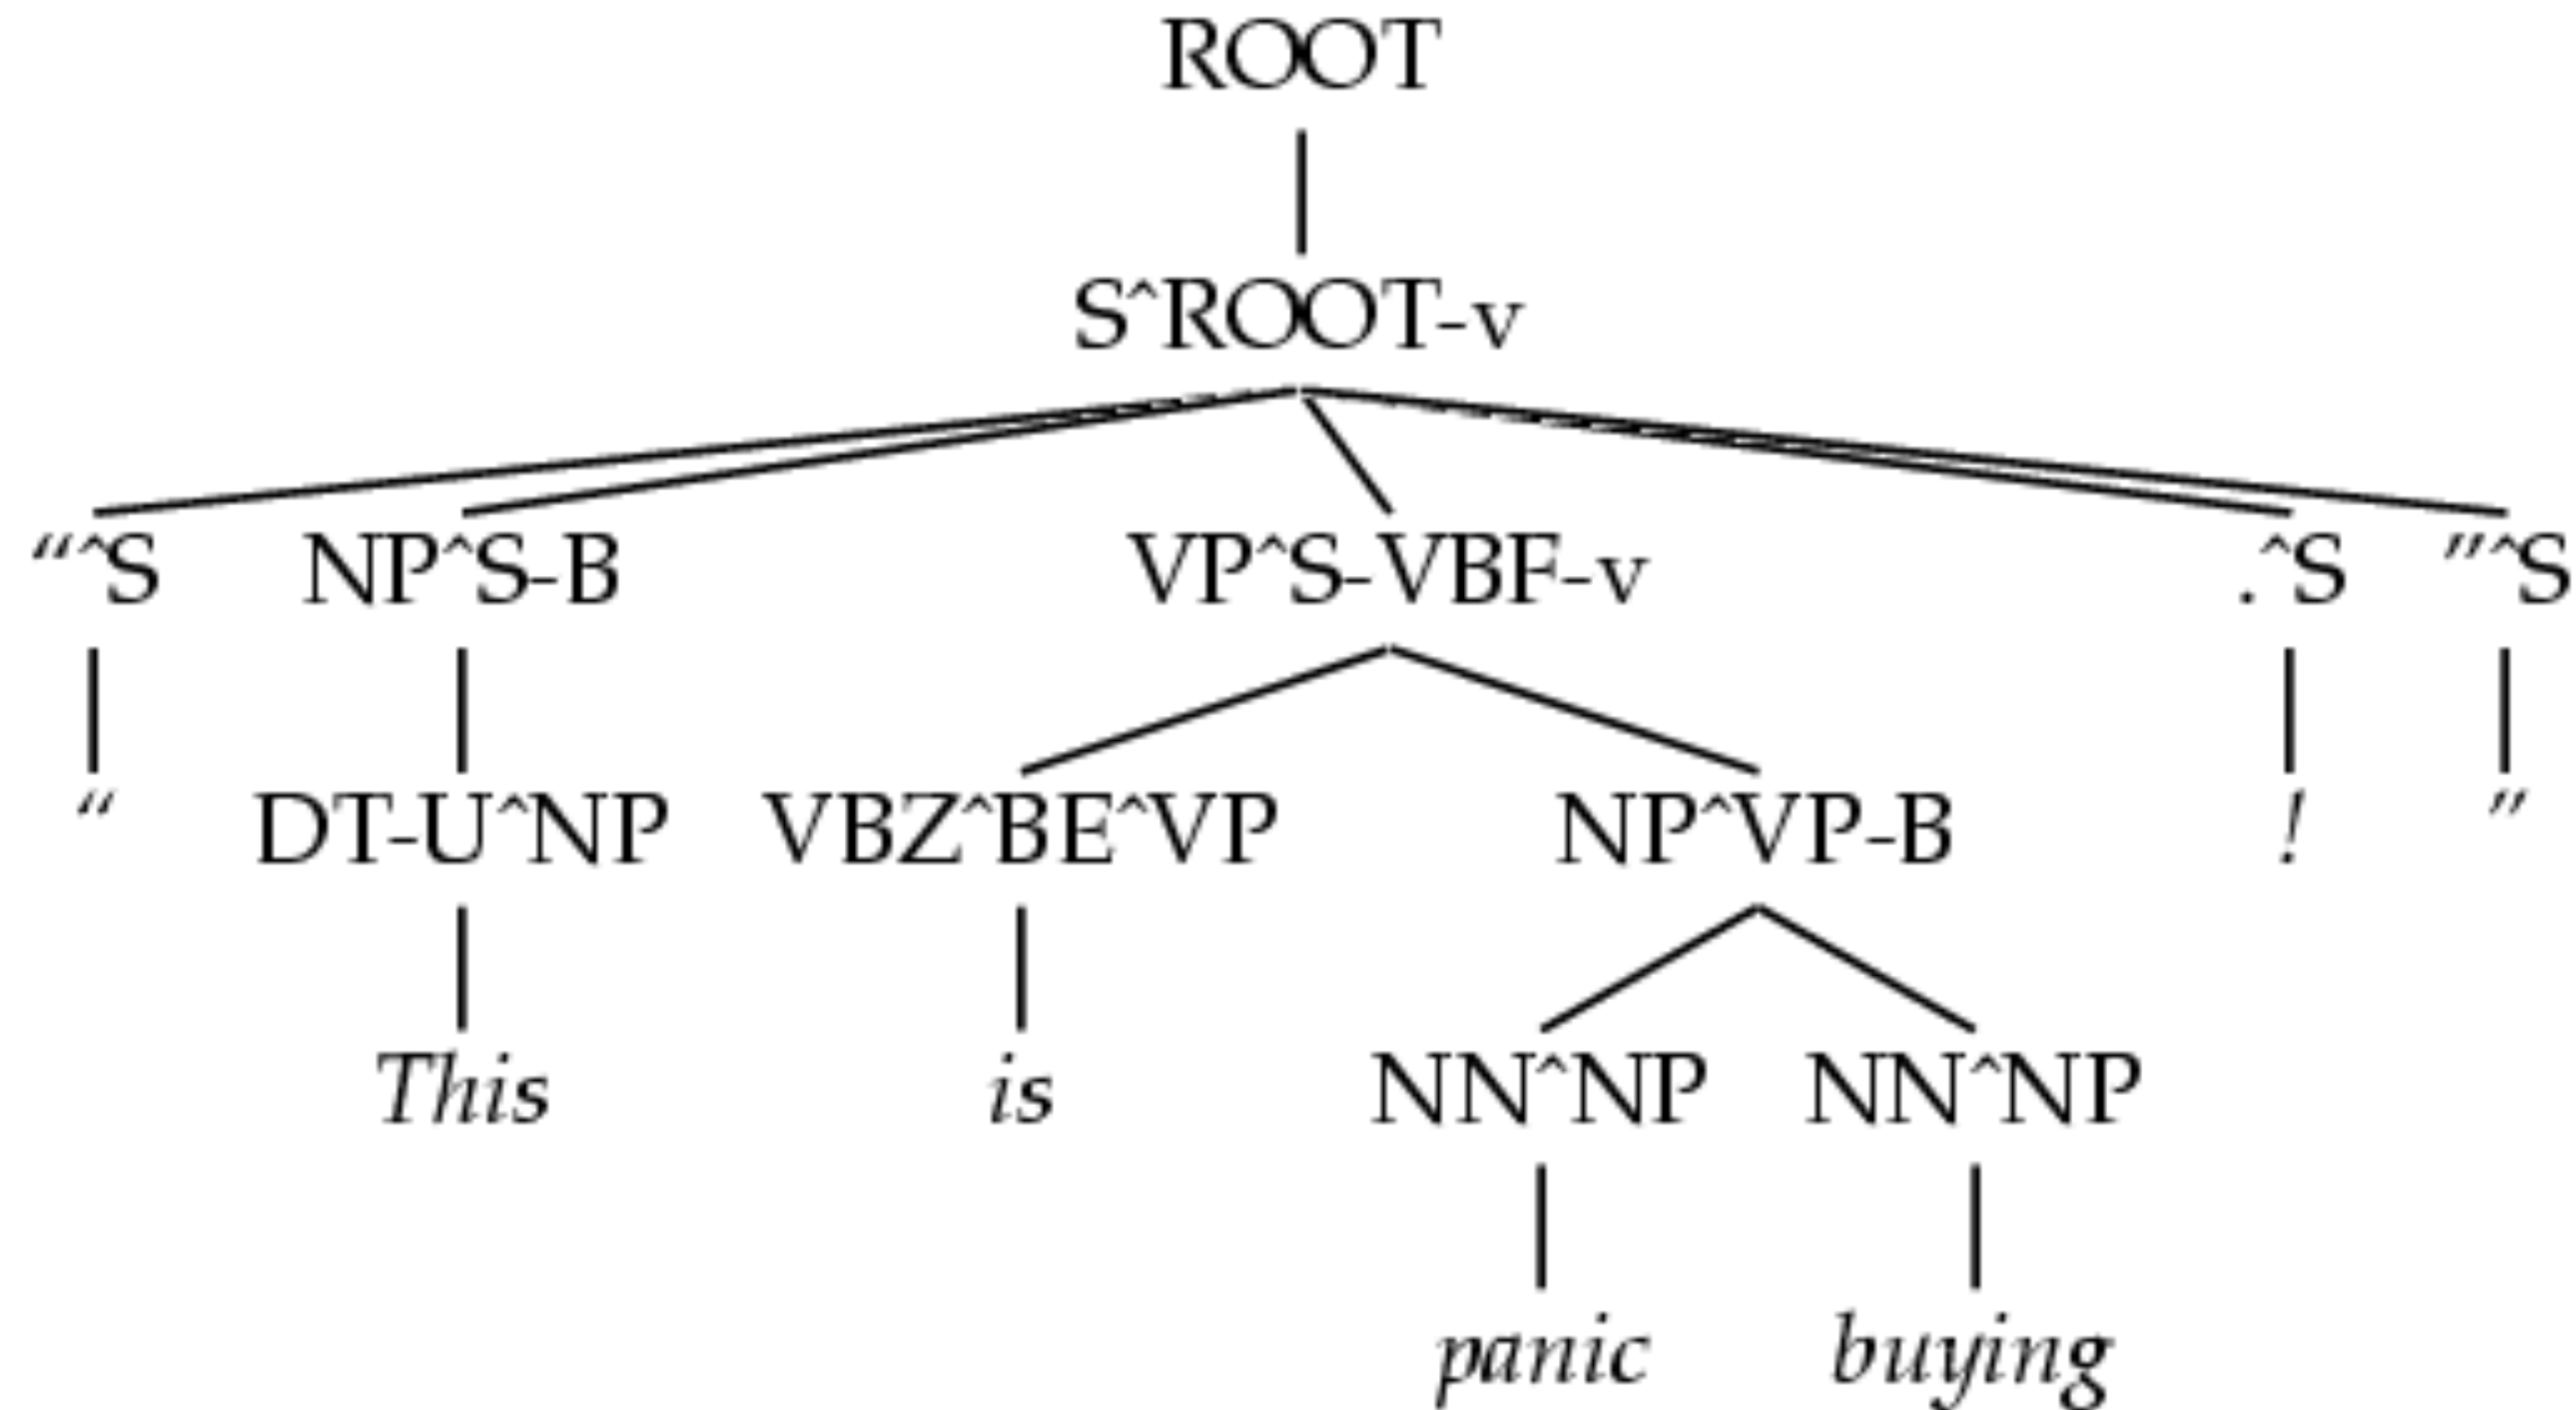 ROOT
S^ROOT-v
“^S NP^S-B VP^S-VBF-v .^S ”^S
“ DT-U^NP VBZ^BE^VP NP^VP-B ! ”
This is NN^NP NN^NP
panic buying